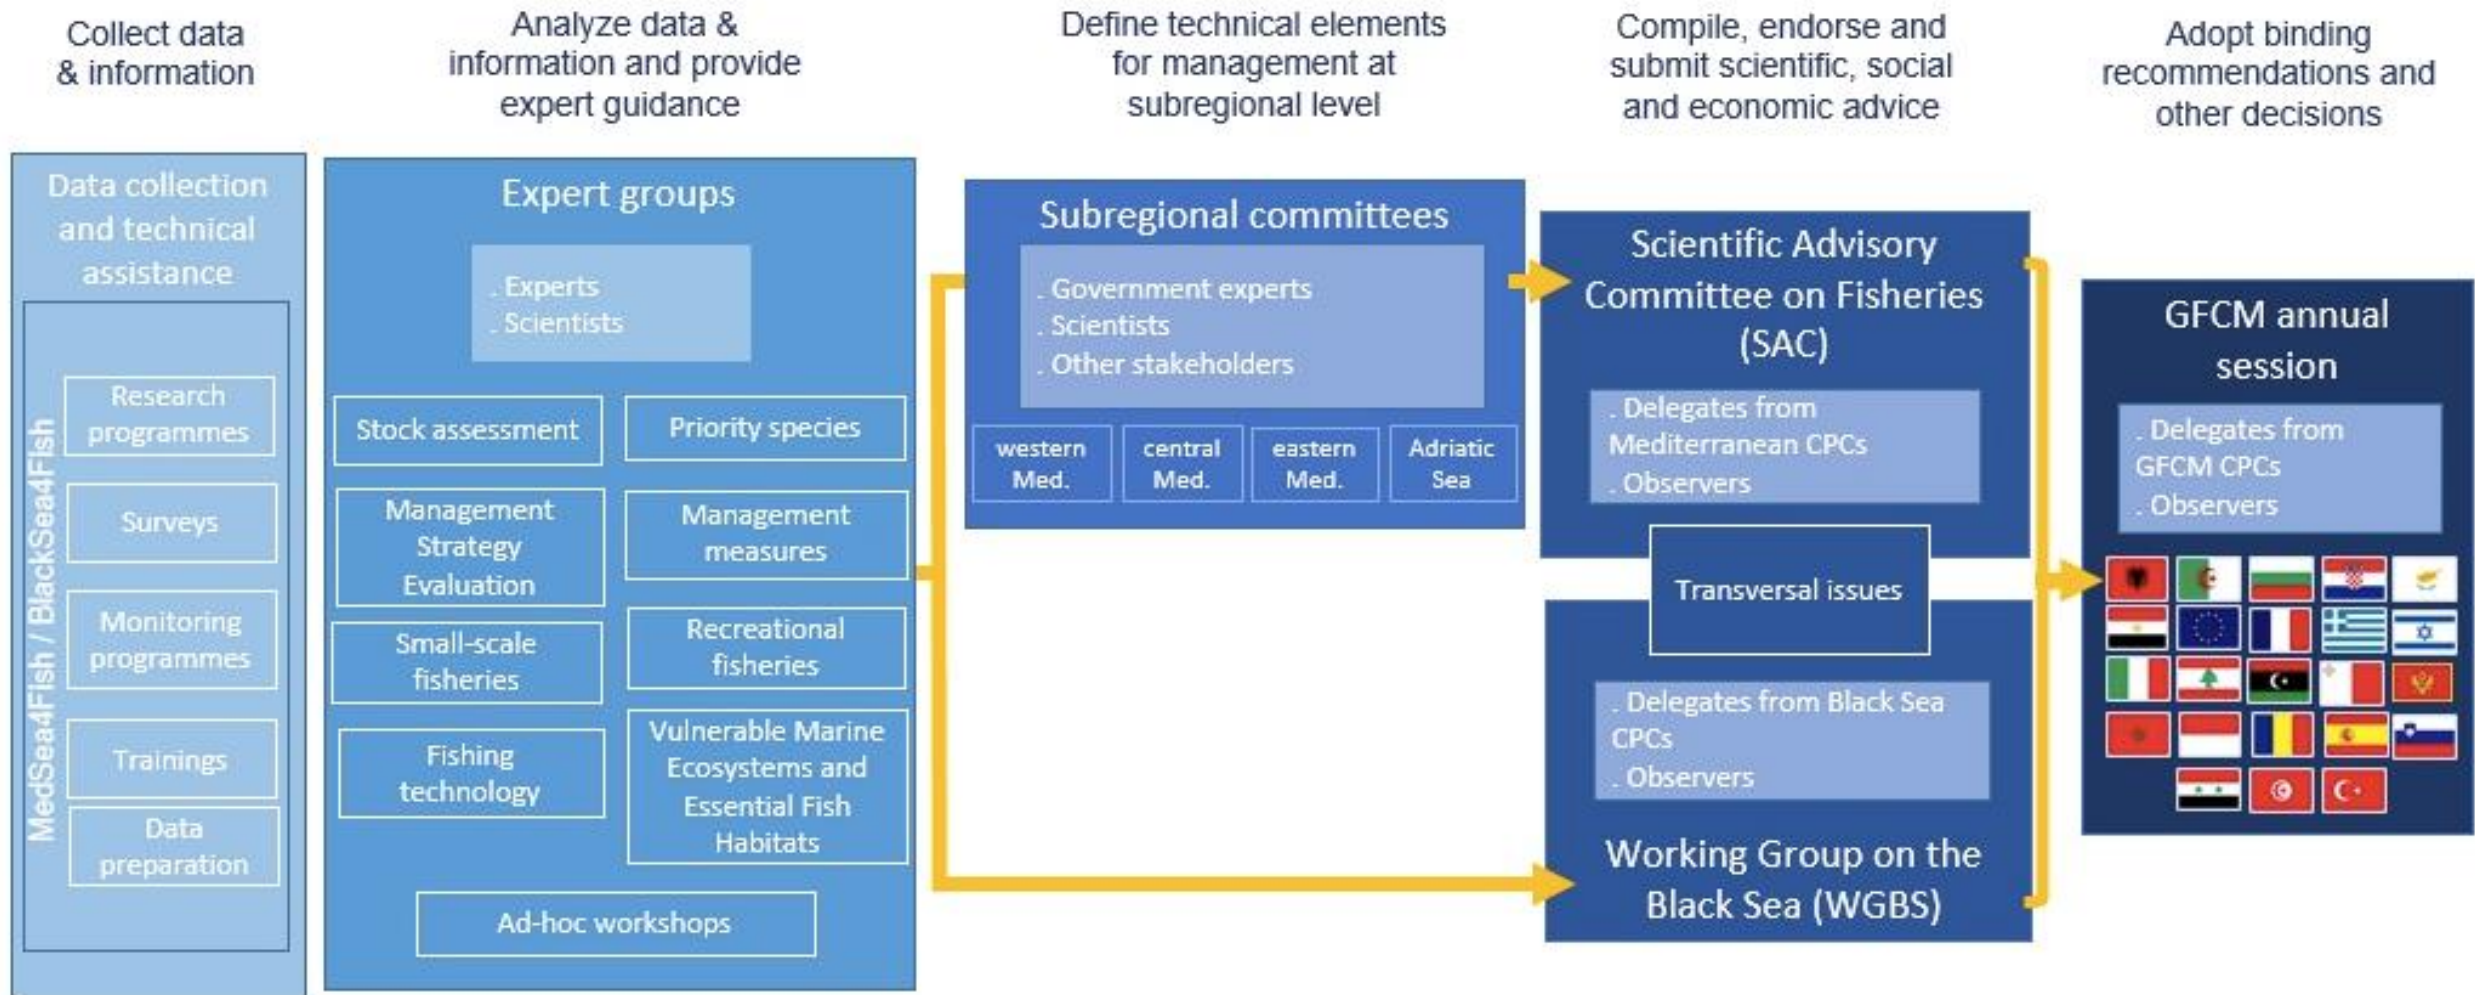 Collect data
& information
Analyze data &
information and provide
expert guidance
Define technical elements
for management at
subregional level
Compile, endorse and
submit scientific, social
and economic advice
Adopt binding
recommendations and
other decisions
Data collection
and technical
assistance
MedSea4Fish / BlackSea4Fish
Research
programmes
Surveys
Monitoring
programmes
Trainings
Data
preparation
Expert groups
. Experts
. Scientists
Stock assessment
Priority species
Management
Strategy
Evaluation
Management
measures
Small-scale
fisheries
Recreational
fisheries
Fishing
technology
Vulnerable Marine
Ecosystems and
Essential Fish
Habitats
Ad-hoc workshops
Subregional committees
. Government experts
. Scientists
. Other stakeholders
western
Med.
central
Med.
eastern
Med.
Adriatic
Sea
Scientific Advisory
Committee on Fisheries
(SAC)
. Delegates from
Mediterranean CPCs
. Observers
Transversal issues
. Delegates from Black Sea
CPCs
. Observers
Working Group on the
Black Sea (WGBS)
GFCM annual
session
. Delegates from
GFCM CPCs
. Observers